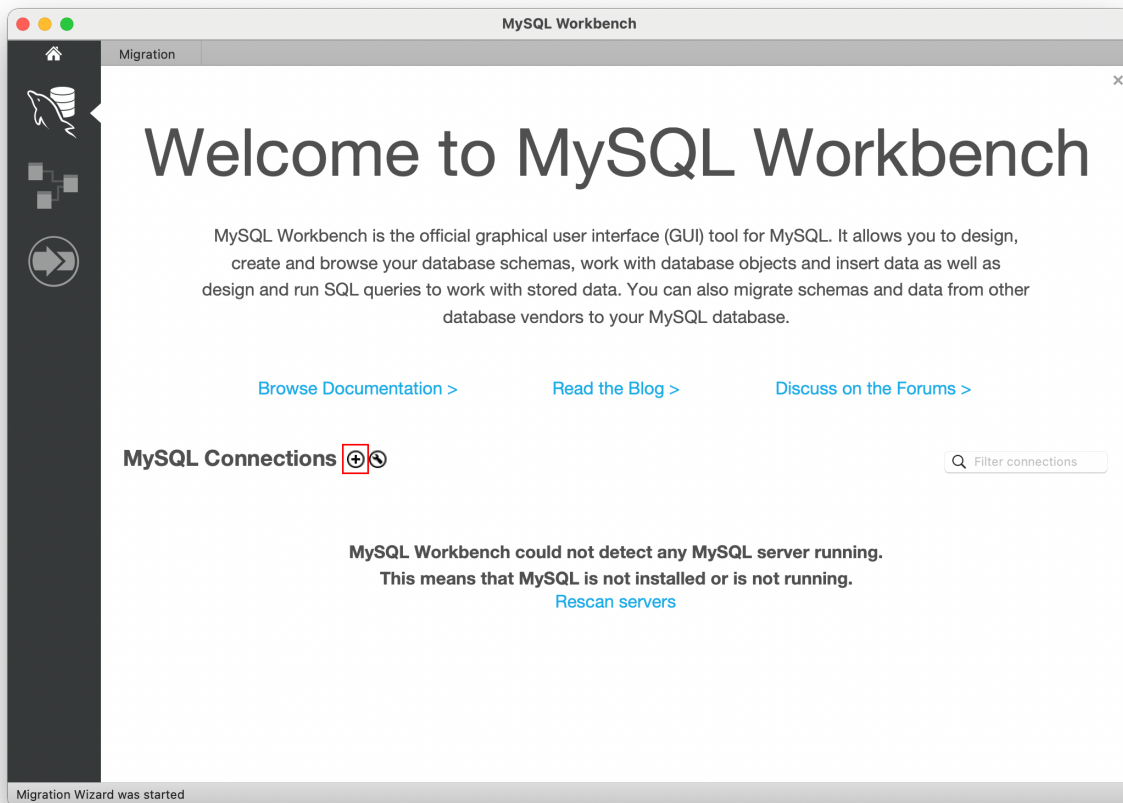 MySQL Workbench
Migration
Welcome to MySQL Workbench
MySQL Workbench is the official graphical user interface (GUI) tool for MySQL. It allows you to design,
create and browse your database schemas, work with database objects and insert data as well as
design and run SQL queries to work with stored data. You can also migrate schemas and data from other
database vendors to your MySQL database.
Browse Documentation >
Read the Blog >
Discuss on the Forums >
MySQL Connections
Filter connections
MySQL Workbench could not detect any MySQL server running.
This means that MySQL is not installed or is not running.
Rescan servers
Migration Wizard was started